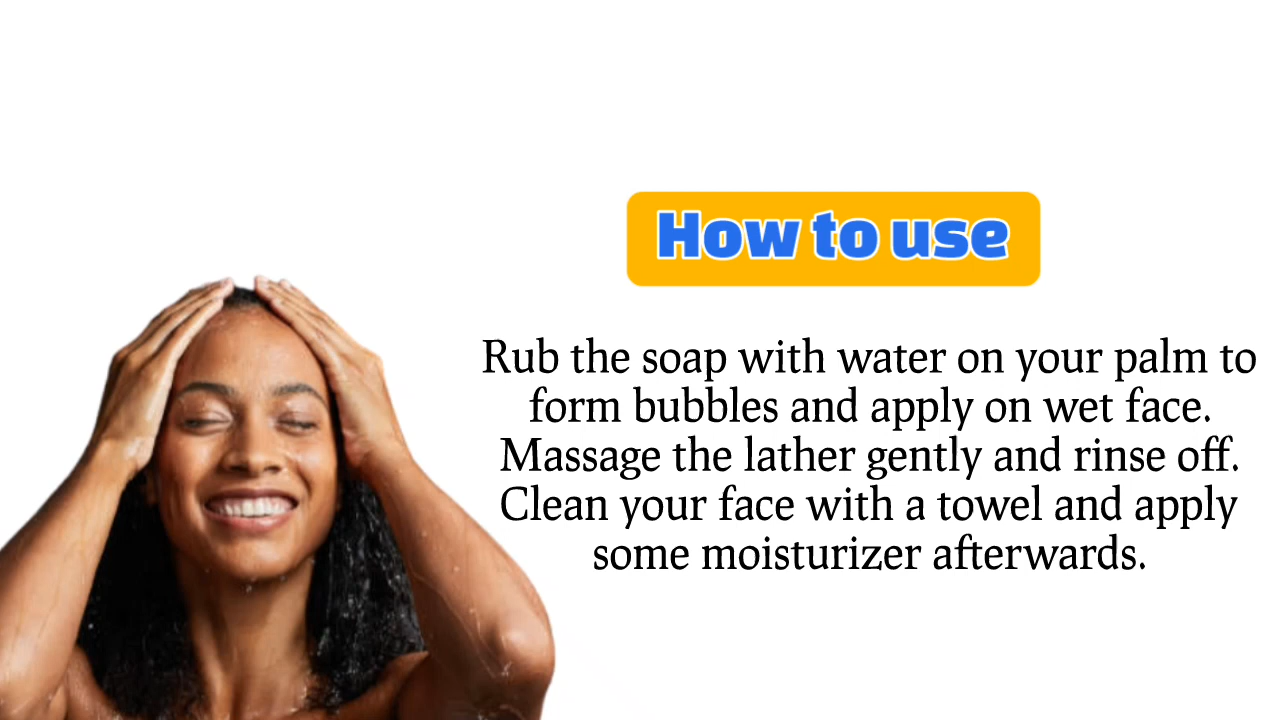 How to use
Rub the soap with water on your palm to
form bubbles and apply on wet face.
Massage the lather gently and rinse off.
Clean your face with a towel and apply
some moisturizer afterwards.